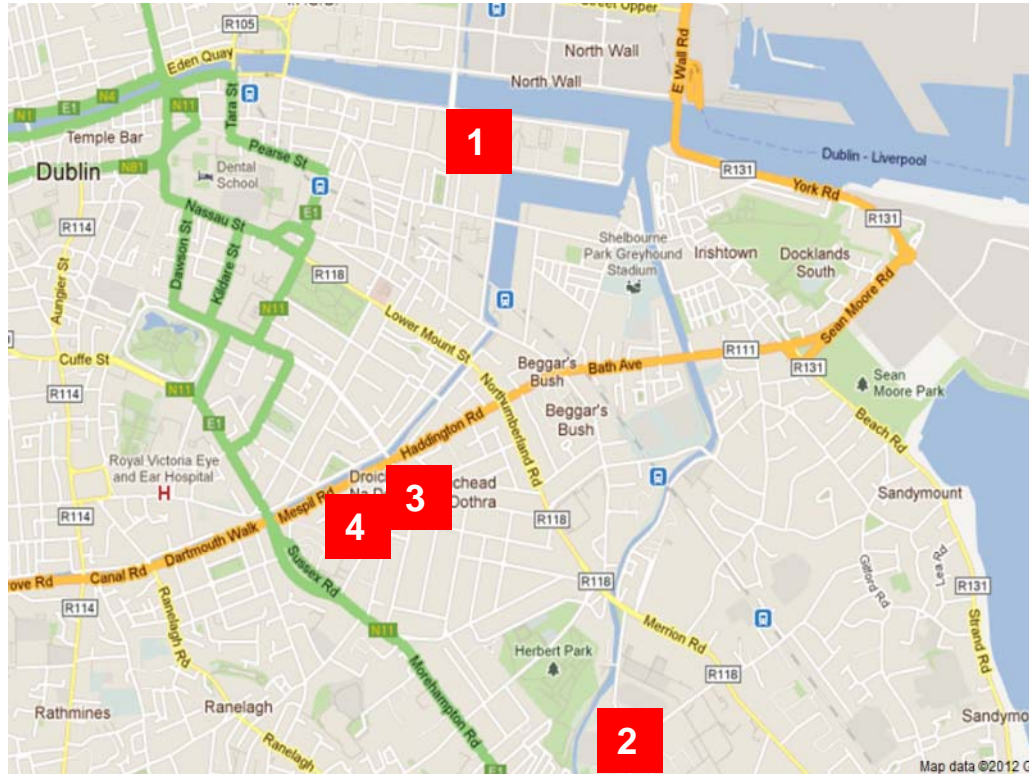 Street Upper
R105
North Wall
Eden Quay
North Wall
E Wall Rd
N4
E1
N11
Tara St
N1
E1
Temple Bar
1
Pearse St
Dublin - Liverpool
Dublin
N81
Dental
School
R131
York Rd
E1
R131
Nassau St
R114
Dawson St
Kildare St
Shelbourne
Park Greyhound
Stadium
Irishtown
Docklands
South
R118
Aungier St
N11
Sean Moore Rd
Lower Mount St
Cuffe St
Beggar's
Bush
Bath Ave
R111
R131
Sean
Moore Park
N11
R114
Northumberland Rd
Beggar's
Bush
E1
Haddington Rd
Beach Rd
Royal Victoria Eye
and Ear Hospital
H
3
Dothra
Sandymount
Mespil Rd
4
R114
R118
Dartmouth Walk
Sussex Rd
Gilford Rd
Lea Rd
Canal Rd
R114
R118
R131
Ranelagh Rd
Strand Rd
N11
Merrion Rd
Herbert Park
Morehampton Rd
R118
Rathmines
Ranelagh
2
Ranelagh
E1
Map data ©2012